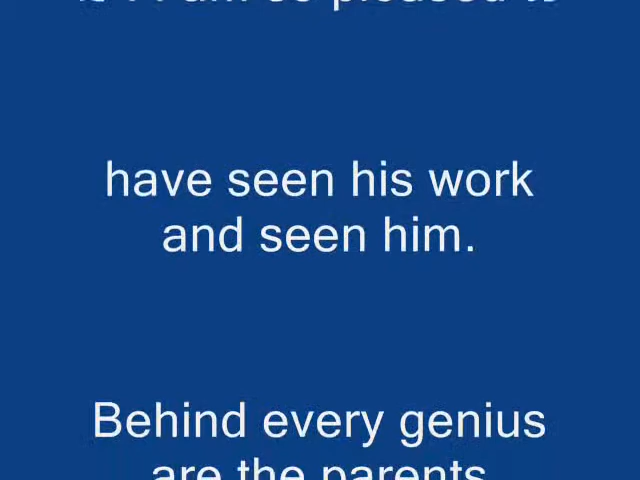 am so pleased to
have seen his work
and seen him.
Behind every genius
are the parents